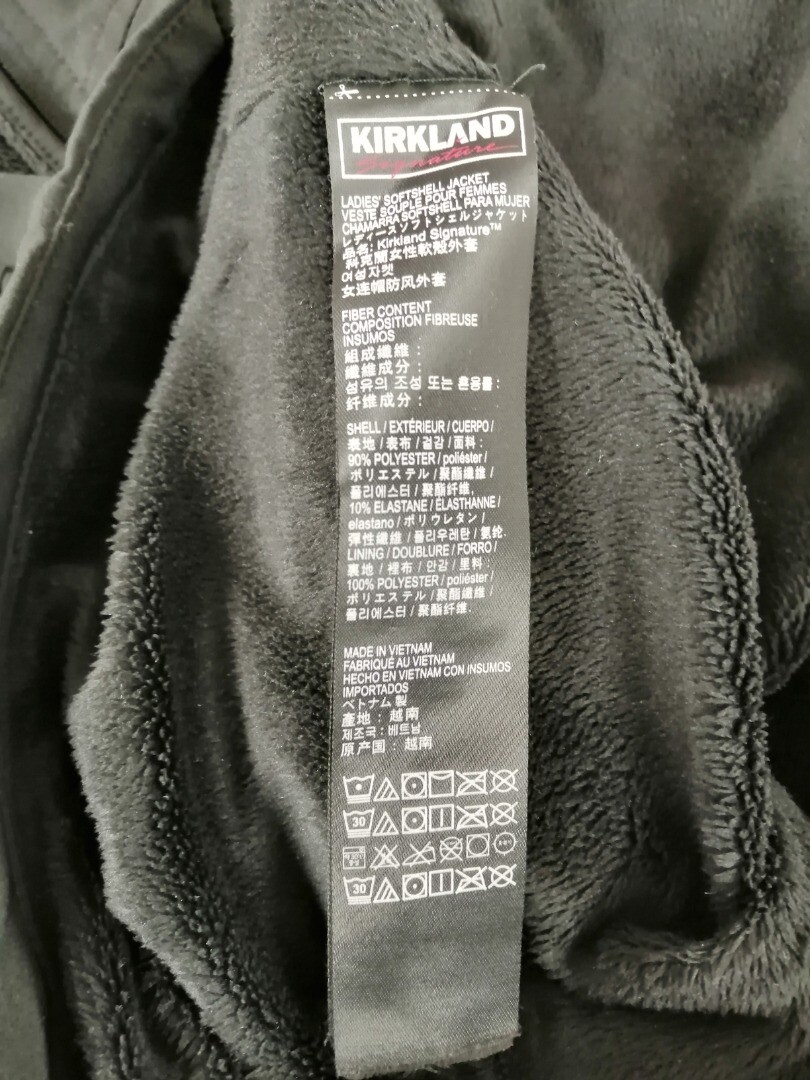 KIRKLAND
Signature
LADIES' SOFTSHELL JACKET
VESTE SOUPLE POUR FEMMES
CHAMARRA SOFTSHELL PARA MUJER
レディースソフトシェルジャケット
品名: Kirkland Signature™
科克蘭女性軟殼外套
여성자켓
女连帽防风外套
FIBER CONTENT
COMPOSITION FIBREUSE
INSUMOS
組成繊維 :
纖維成分 :
섬유의 조성 또는 혼용률 :
纤维成分 :
SHELL / EXTÉRIEUR / CUERPO /
表地 / 表布 / 겉감 / 面料 :
90% POLYESTER / poliéster /
ポリエステル / 聚酯纖維 /
폴리에스터 / 聚酯纤维,
10% ELASTANE / ÉLASTHANNE /
elastano / ポリウレタン /
彈性纖維 / 폴리우레탄 / 氨纶.
LINING / DOUBLURE / FORRO /
裏地 / 裡布 / 안감 / 里料 :
100% POLYESTER / poliéster /
ポリエステル / 聚酯纖維 /
폴리에스터 / 聚酯纤维.
MADE IN VIETNAM
FABRIQUÉ AU VIETNAM
HECHO EN VIETNAM CON INSUMOS
IMPORTADOS
ベトナム 製
產地 : 越南
제조국 : 베트남
原产国 : 越南
30
30